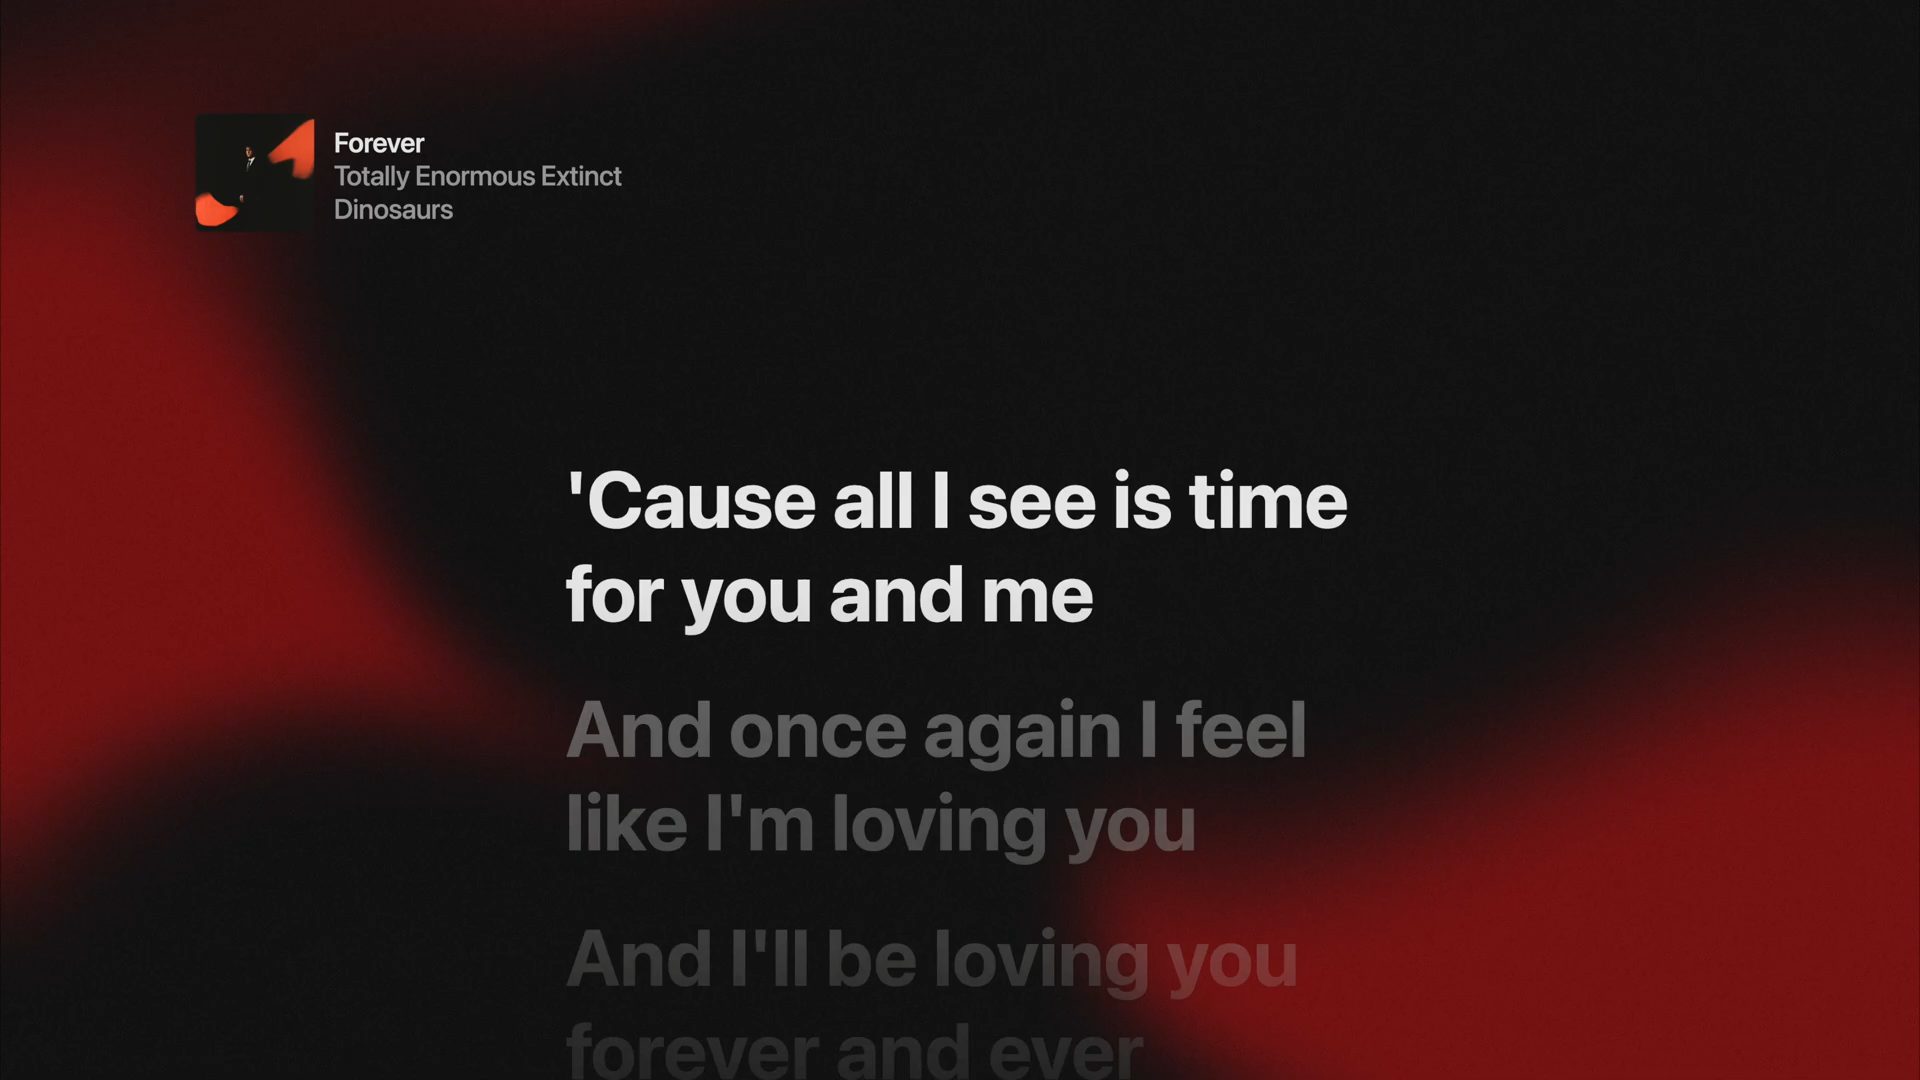 Forever
Totally Enormous Extinct
Dinosaurs
'Cause all I see is time
for you and me
And once again I feel
like I'm loving you
And I'll be loving you
forever and ever